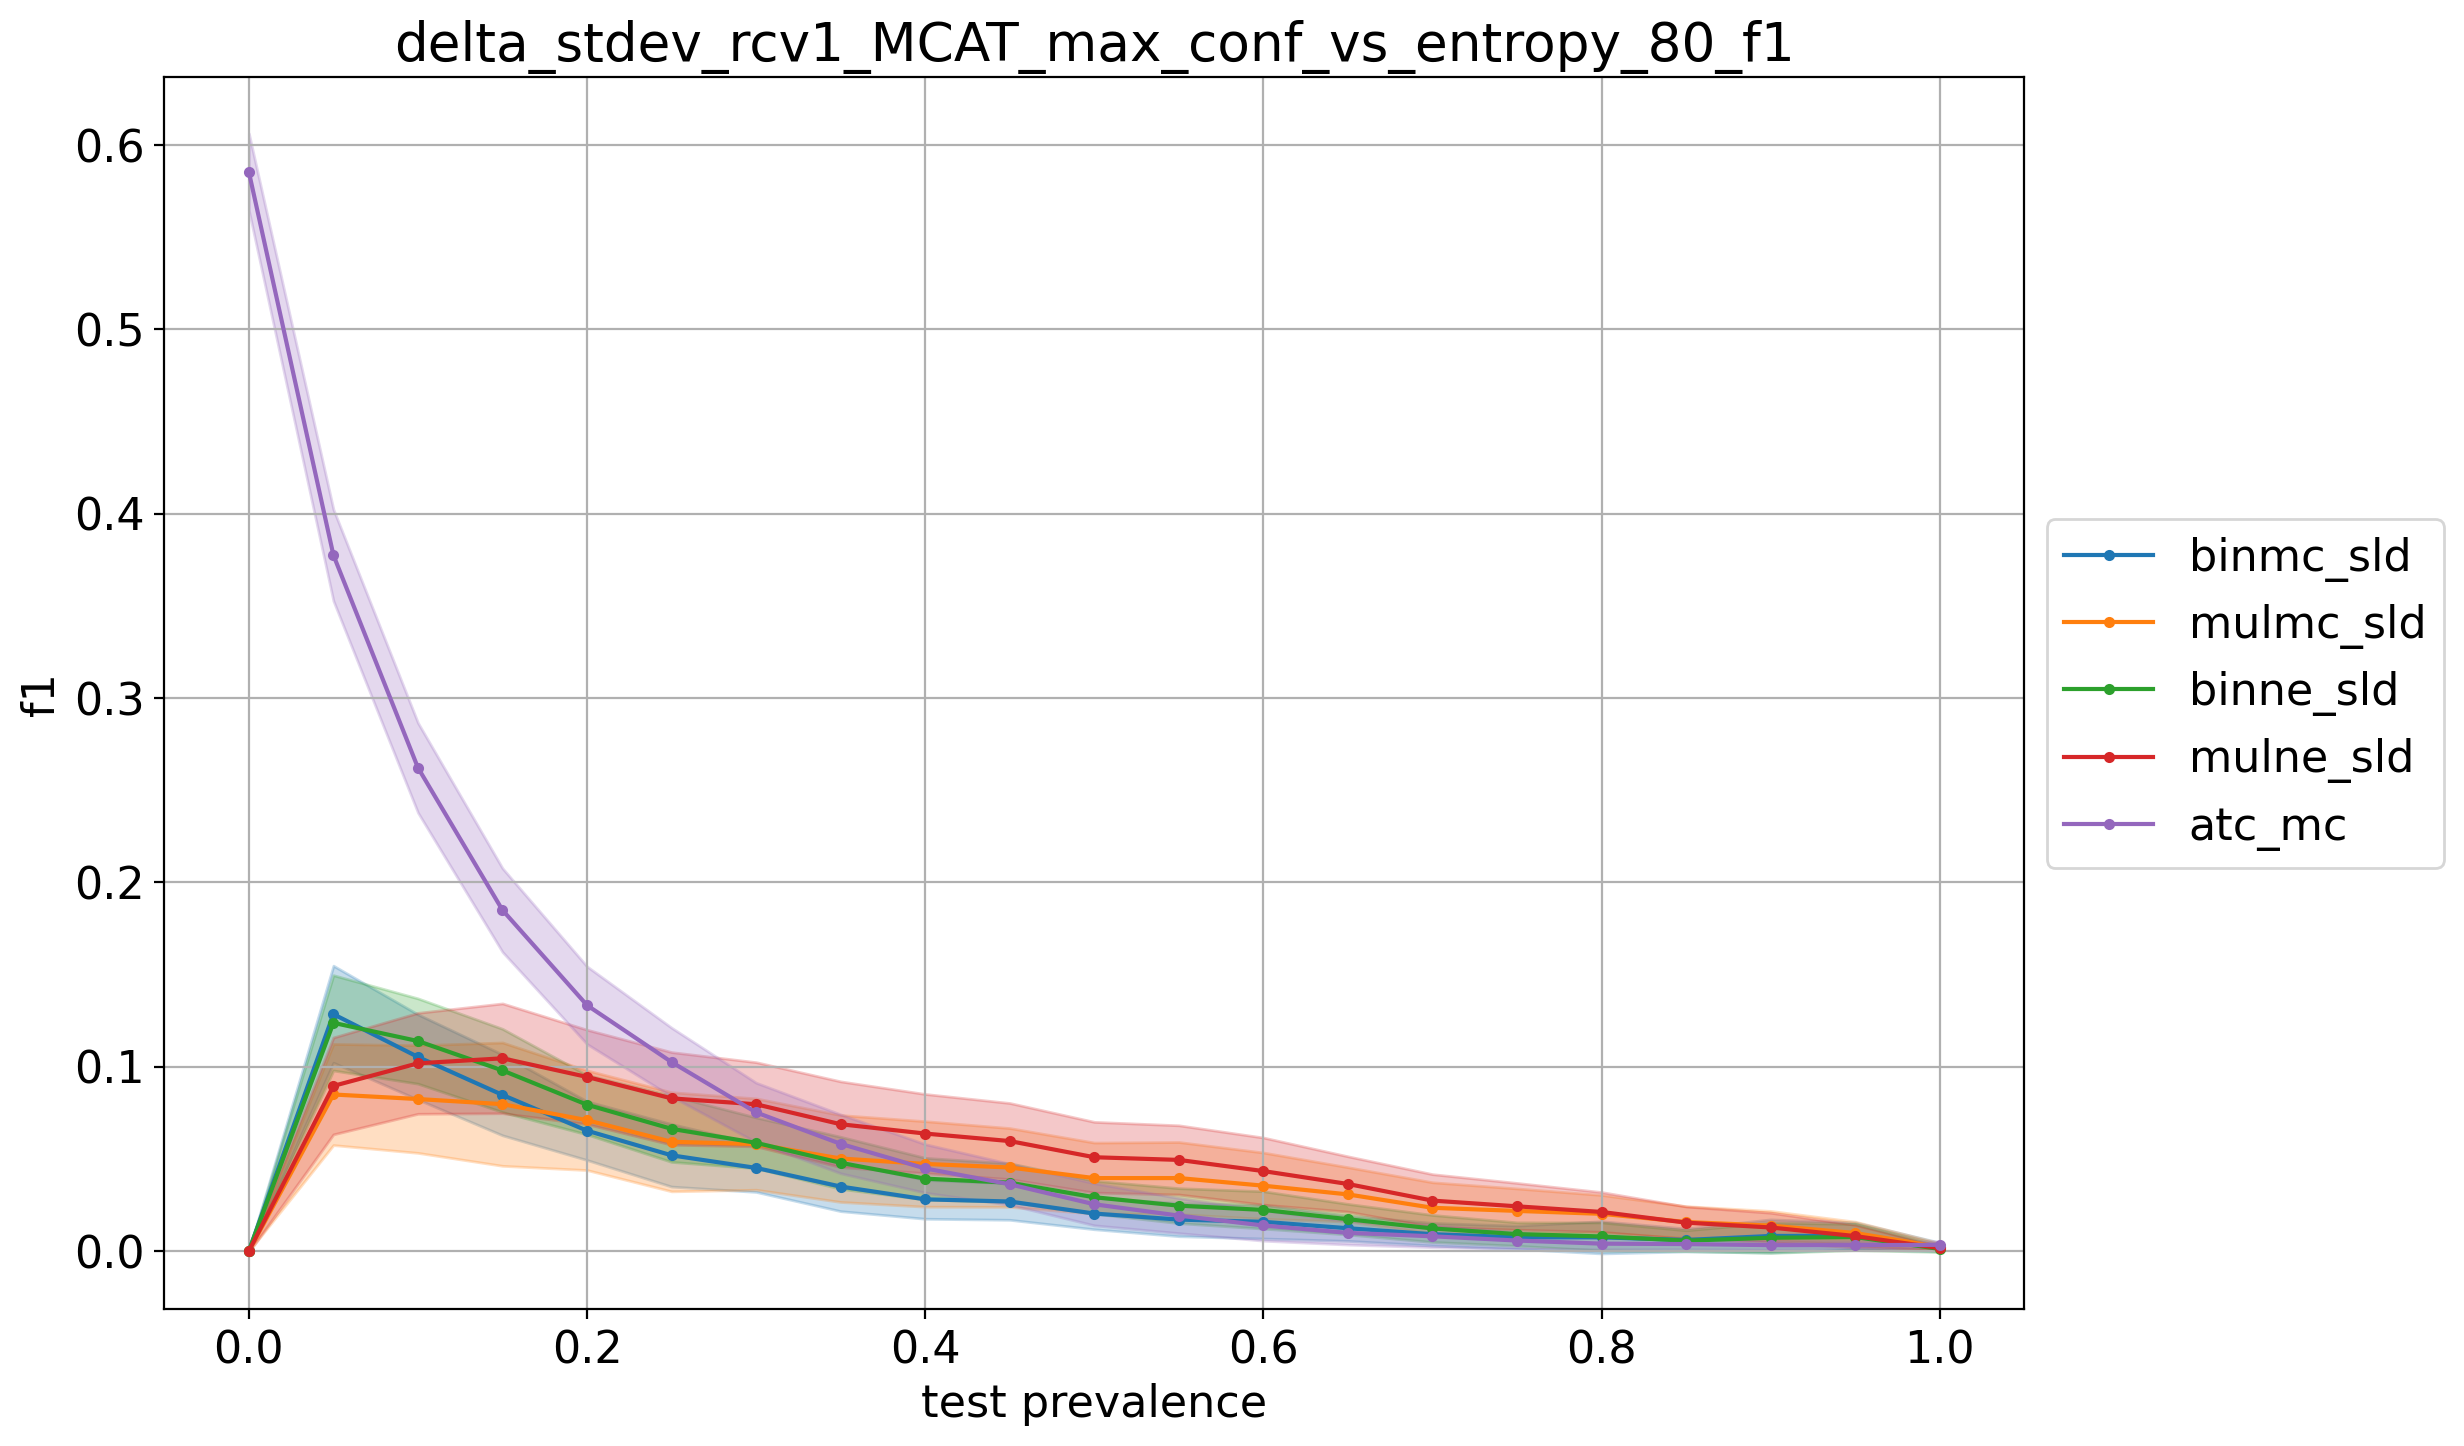 delta_stdev_rcv1_MCAT_max_conf_vs_entropy_80_f1
f1
0.6
0.5
0.4
0.3
0.2
0.1
0.0
0.0 0.2 0.4 0.6 0.8 1.0
test prevalence
binmc_sld
mulmc_sld
binne_sld
mulne_sld
atc_mc